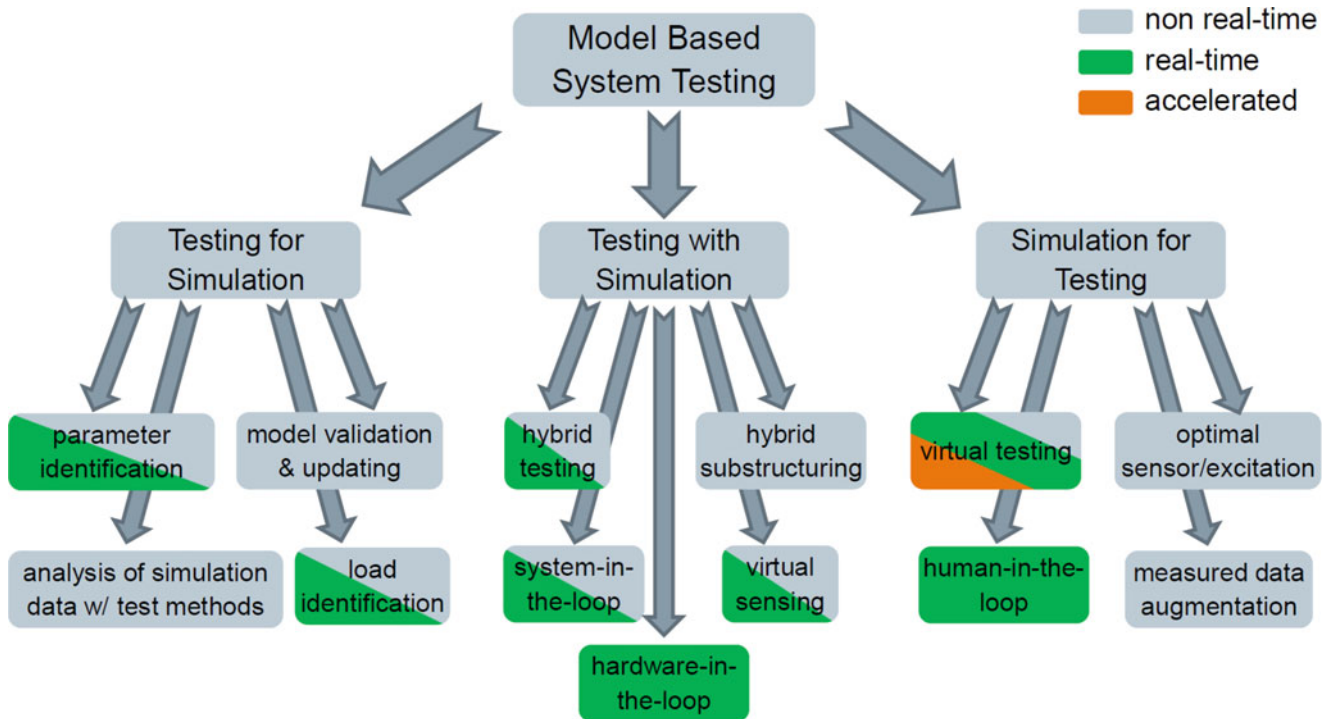 Model Based
System Testing
non real-time
real-time
accelerated
Testing for
Simulation
Testing with
Simulation
Simulation for
Testing
parameter
identification
model validation
& updating
hybrid
testing
hybrid
substructuring
virtual testing
optimal
sensor/excitation
analysis of simulation
data w/ test methods
load
identification
system-in-
the-loop
virtual
sensing
human-in-the-
loop
measured data
augmentation
hardware-in-
the-loop